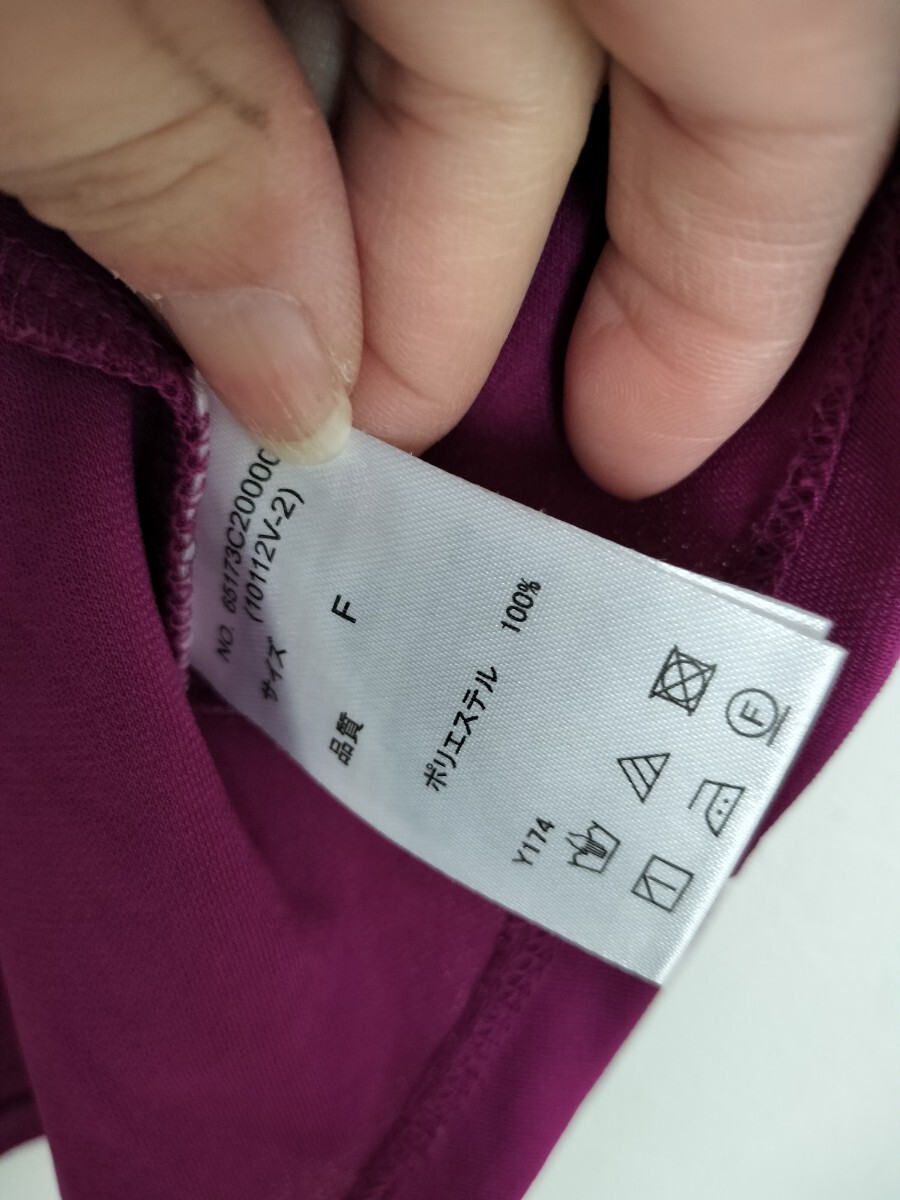 NO. 65173C20000
(10112V-2)
サイズ
F
品質
ポリエステル 100%
Y174
F